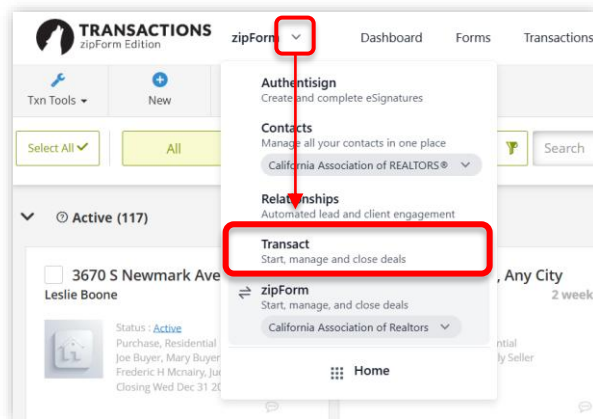 TRANSACTIONS
zipForm Edition
zipForm
Dashboard
Forms
Transactions
Txn Tools
New
Authentisign
Create and complete eSignatures
Contacts
Manage all your contacts in one place
California Association of REALTORS®
Select All
All
Search
Relationships
Automated lead and client engagement
Active (117)
Transact
Start, manage and close deals
3670 S Newmark Ave
, Any City
Leslie Boone
2 week
zipForm
Start, manage, and close deals
California Association of Realtors
Status : Active
Purchase, Residential
Joe Buyer, Mary Buyer
Frederic H Mcnairy, Ju
Closing Wed Dec 31 20
ntial
ly Seller
Home